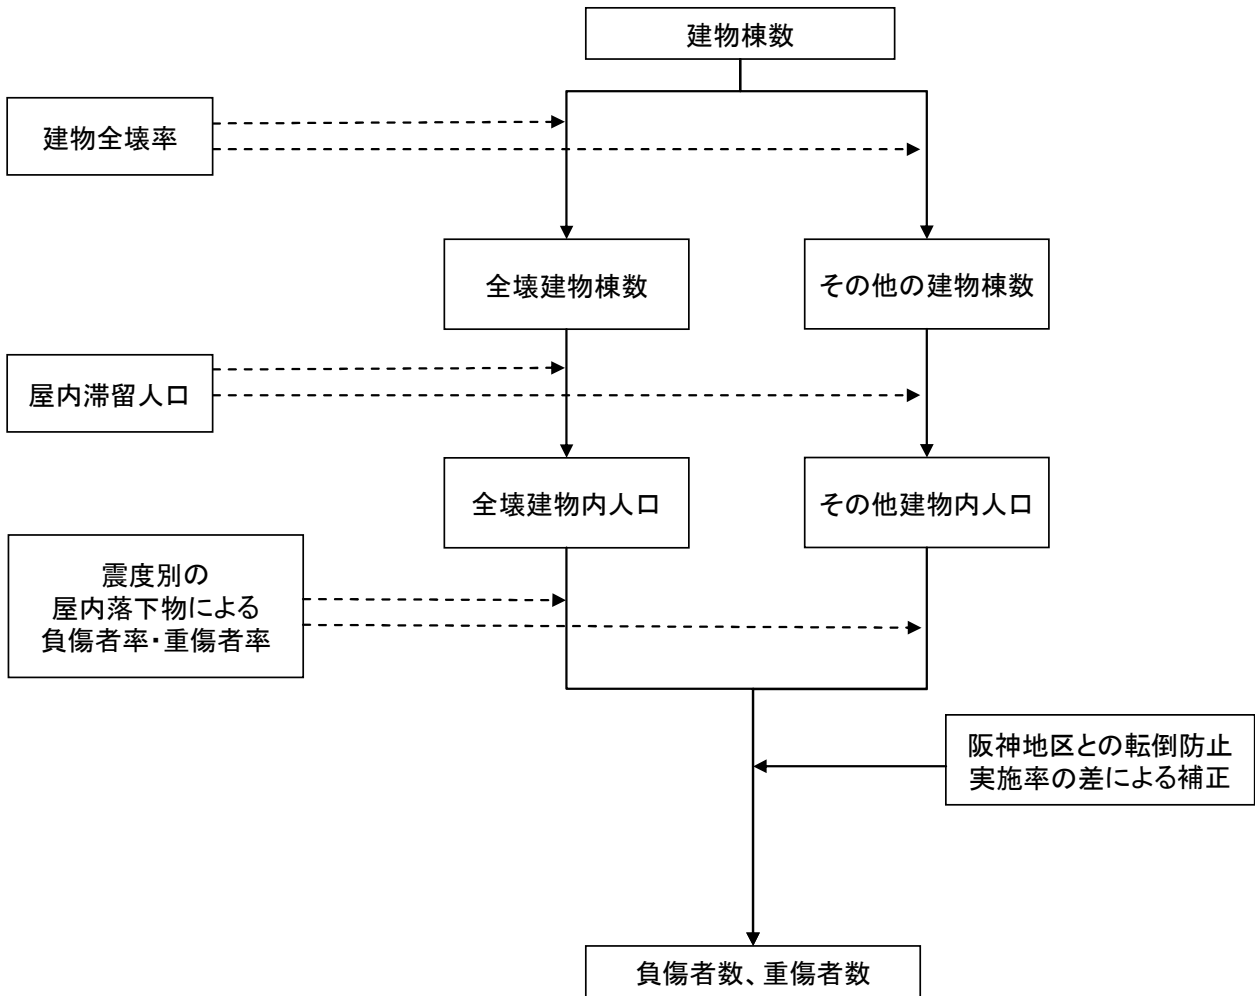 建物棟数
建物全壊率
全壊建物棟数
その他の建物棟数
屋内滞留人口
全壊建物内人口
その他建物内人口
震度別の
屋内落下物による
負傷者率・重傷者率
阪神地区との転倒防止
実施率の差による補正
負傷者数、重傷者数